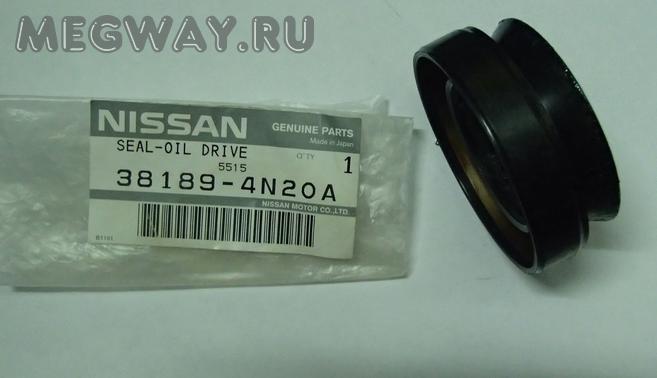 MEGWAY.RU
NISSAN
GENUINE PARTS
Made in Japan
SEAL-OIL DRIVE
Q'TY
1
5515
38189-4N20A
NISSAN MOTOR CO.,LTD.